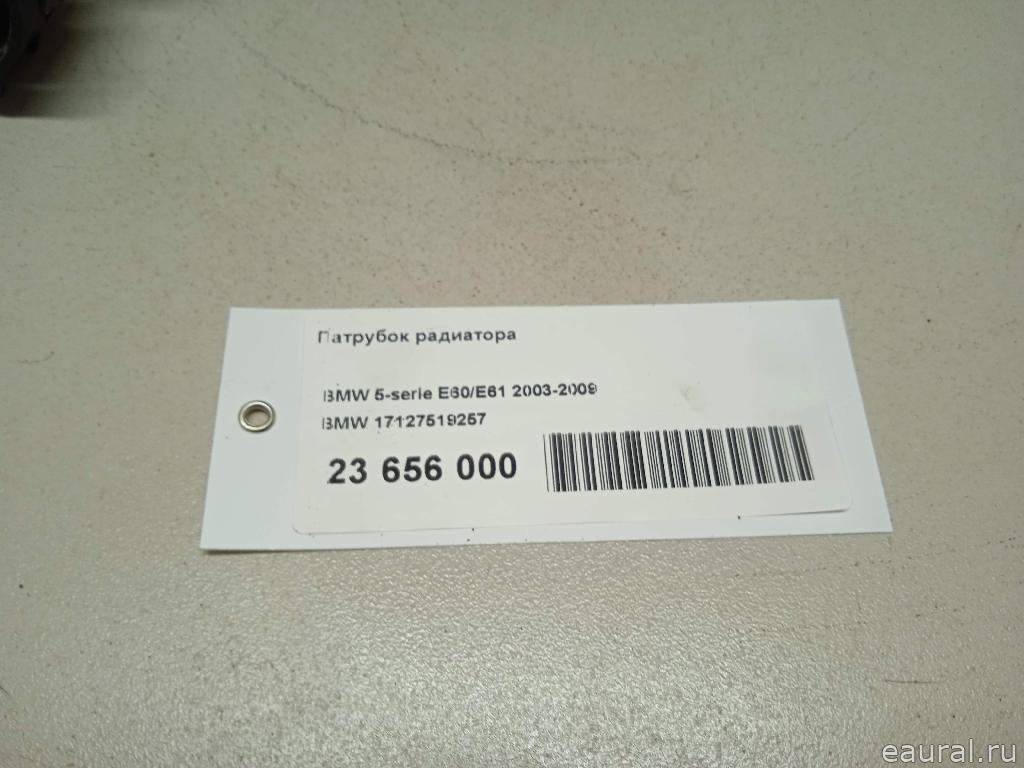 Патрубок радиатора
BMW 5-serie E60/E61 2003-2009
BMW 17127519257
23 656 000
eaural.ru